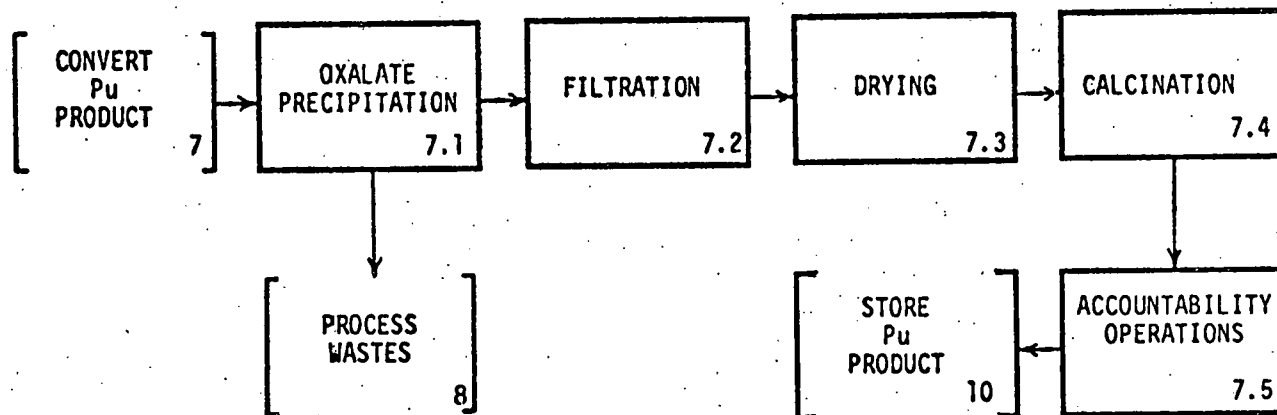 CONVERT
Pu
PRODUCT
7
OXALATE
PRECIPITATION
7.1
FILTRATION
7.2
DRYING
7.3
CALCINATION
7.4
PROCESS
WASTES
8
STORE
Pu
PRODUCT
10
ACCOUNTABILITY
OPERATIONS
7.5